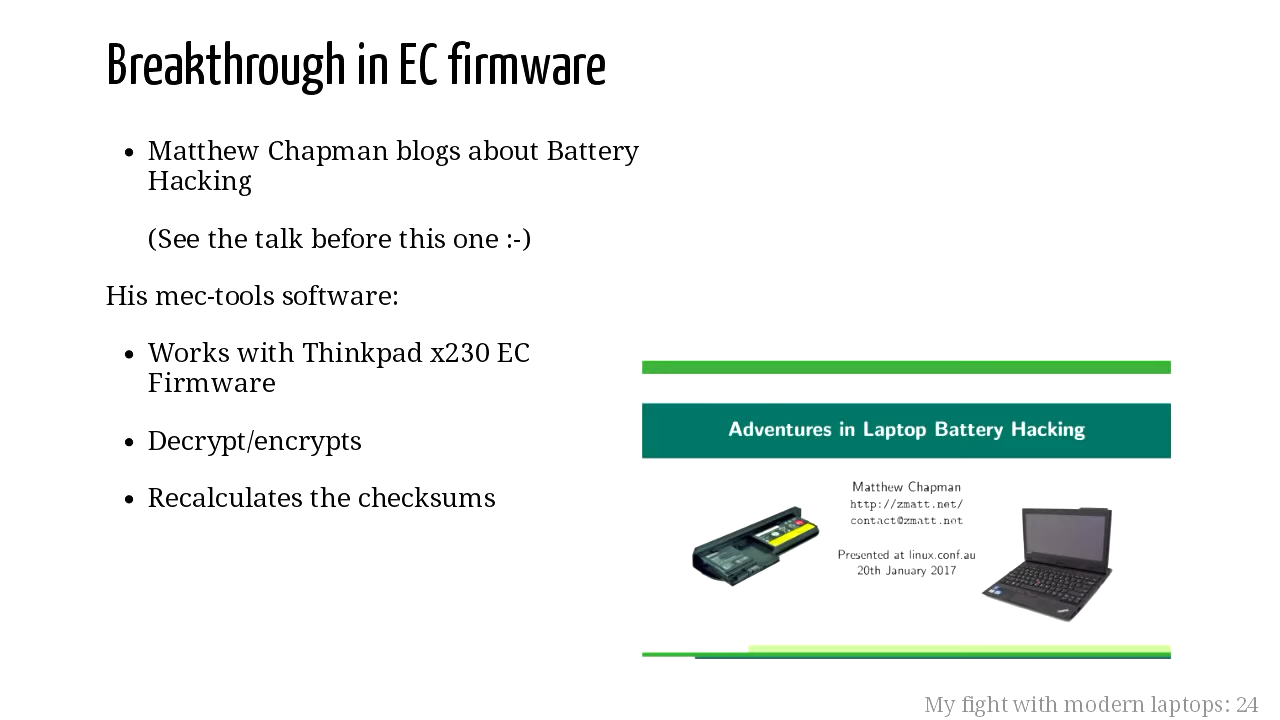 Breakthrough in EC firmware
• Matthew Chapman blogs about Battery
Hacking
(See the talk before this one :-)
His mec-tools software:
• Works with Thinkpad x230 EC
Firmware
• Decrypt/encrypts
• Recalculates the checksums
Adventures in Laptop Battery Hacking
Matthew Chapman
http://zmatt.net/
contact@zmatt.net
Presented at linux.conf.au
20th January 2017
My fight with modern laptops: 24